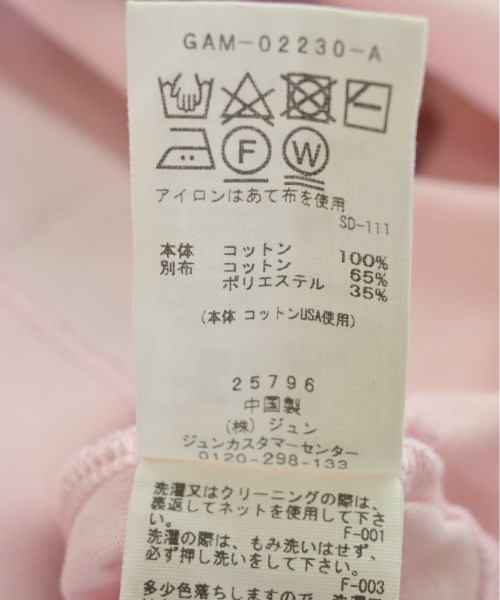 GAM-02230-A
F W
アイロンはあて布を使用
SD-111
本体 コットン 100%
別布 コットン 65%
ポリエステル 35%
(本体 コットンUSA使用)
25796
中国製
(株) ジュン
ジュンカスタマーセンター
0120-298-133
洗濯又はクリーニングの際は、
裏返してネットを使用して下さ
い。
F-001
洗濯の際は、もみ洗いはせず、
必ず押し洗いをして下さい。
F-003
多少色落ちしますので、洗濯